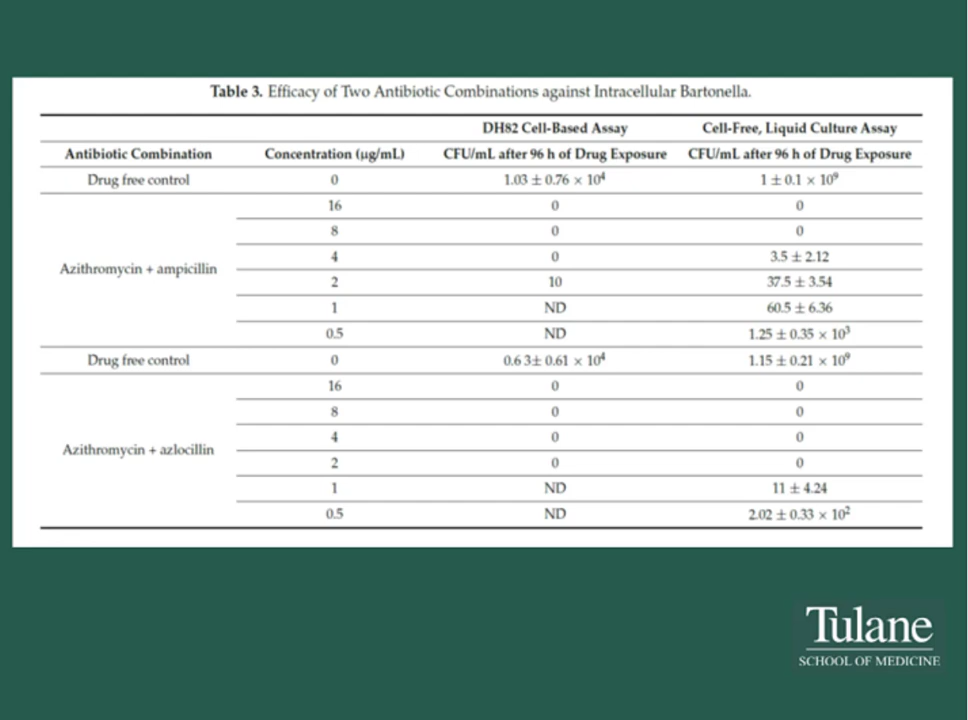 Table 3. Efficacy of Two Antibiotic Combinations against Intracellular Bartonella.
DH82 Cell-Based Assay Cell-Free, Liquid Culture Assay
Antibiotic Combination Concentration (µg/mL) CFU/mL after 96 h of Drug Exposure CFU/mL after 96 h of Drug Exposure
Drug free control 0 1.03 ± 0.76 × 10⁴ 1 ± 0.1 × 10⁹
16 0 0
8 0 0
4 0 3.5 ± 2.12
Azithromycin + ampicillin
2 10 37.5 ± 3.54
1 ND 60.5 ± 6.36
0.5 ND 1.25 ± 0.35 × 10³
Drug free control 0 0.6 3± 0.61 × 10⁴ 1.15 ± 0.21 × 10⁹
16 0 0
8 0 0
4 0 0
Azithromycin + azlocillin
2 0 0
1 ND 11 ± 4.24
0.5 ND 2.02 ± 0.33 × 10²
Tulane
SCHOOL OF MEDICINE